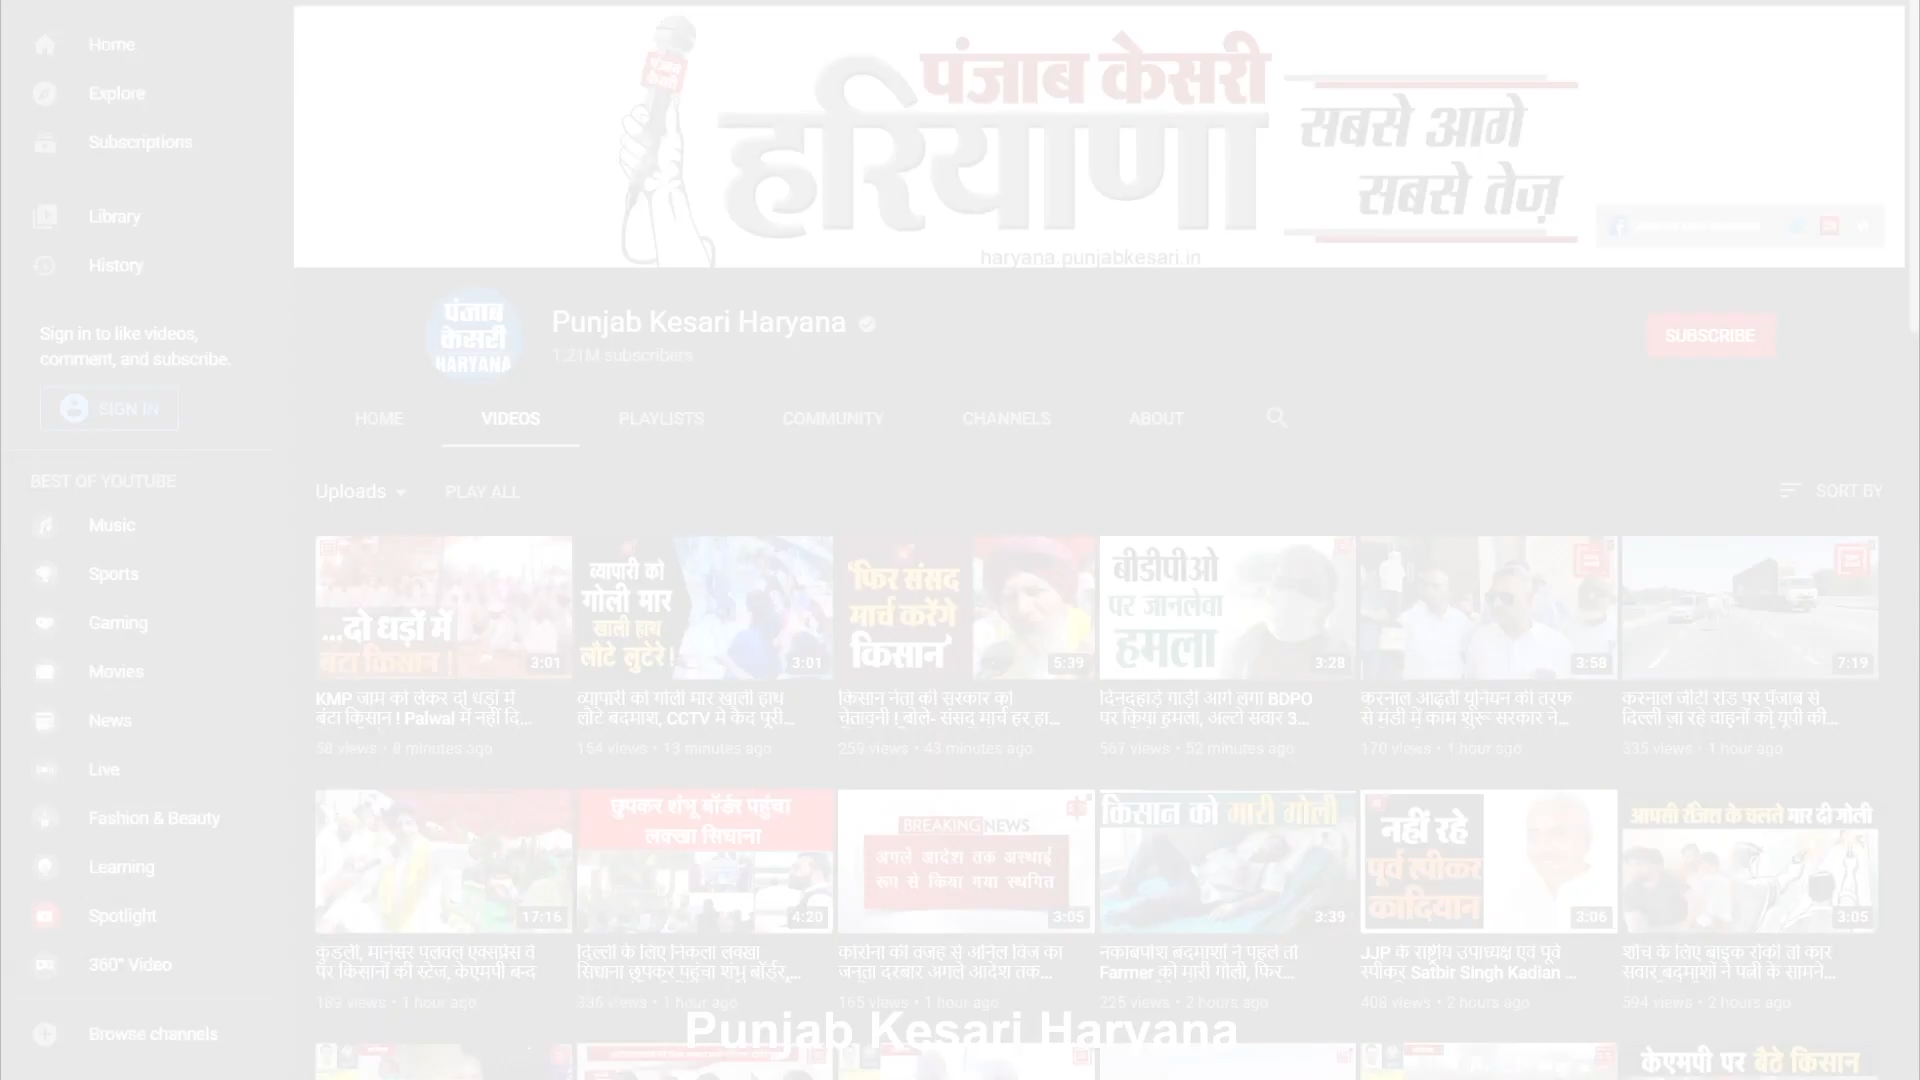 Home
Explore
Subscriptions
Library
History
Sign in to like videos,
comment, and subscribe.
SIGN IN
BEST OF YOUTUBE
Music
Sports
Gaming
Movies
News
Live
Fashion & Beauty
Learning
Spotlight
360° Video
Browse channels
पंजाब केसरी
हरियाणा
सबसे आगे
सबसे तेज़
haryana.punjabkesari.in
पंजाब
केसरी
HARYANA
Punjab Kesari Haryana
1.21M subscribers
SUBSCRIBE
HOME VIDEOS PLAYLISTS COMMUNITY CHANNELS ABOUT
Uploads PLAY ALL
SORT BY
...दो धड़ों में
बंटा किसान !
3:01
KMP जाम को लेकर दो धड़ों में
बंटा किसान ! Palwal में नहीं दि...
58 views • 8 minutes ago
व्यापारी को
गोली मार
खाली हाथ
लौटे लुटेरे !
3:01
व्यापारी को गोली मार खाली हाथ
लौटे बदमाश, CCTV में कैद पूरी...
154 views • 13 minutes ago
'फिर संसद
मार्च करेंगे
किसान'
5:39
किसान नेता की सरकार को
चेतावनी ! बोले- संसद मार्च हर हा...
259 views • 43 minutes ago
बीडीपीओ
पर जानलेवा
हमला
3:28
दिनदहाड़े गाड़ी आगे लगा BDPO
पर किया हमला, अल्टो सवार 3...
567 views • 52 minutes ago
3:58
करनाल आढ़ती यूनियन की तरफ
से मंडी में काम शुरू सरकार ने...
170 views • 1 hour ago
7:19
करनाल जीटी रोड पर पंजाब से
दिल्ली जा रहे वाहनों को यूपी की...
335 views • 1 hour ago
17:16
कुंडली, मानेसर पलवल एक्सप्रेस वे
पर किसानों की स्टेज, केएमपी बन्द
189 views • 1 hour ago
छुपकर शंभू बॉर्डर पहुंचा
लक्खा सिधाना
4:20
दिल्ली के लिए निकला लक्खा
सिधाना छुपकर पहुंचा शंभू बॉर्डर,...
336 views • 1 hour ago
BREAKING NEWS
अगले आदेश तक अस्थाई
रूप से किया गया स्थगित
3:05
कोरोना की वजह से अनिल विज का
जनता दरबार अगले आदेश तक...
165 views • 1 hour ago
किसान को मारी गोली
3:39
नकाबपोश बदमाशों ने पहले तो
Farmer को मारी गोली, फिर...
225 views • 2 hours ago
नहीं रहे
पूर्व स्पीकर
कादियान
3:06
JJP के राष्ट्रीय उपाध्यक्ष एवं पूर्व
स्पीकर Satbir Singh Kadian ...
408 views • 2 hours ago
आपसी रंजिश के चलते मार दी गोली
3:05
शौच के लिए बाइक रोकी तो कार
सवार बदमाशों ने पत्नी के सामने...
594 views • 2 hours ago
Punjab Kesari Haryana
केएमपी पर बैठे किसान